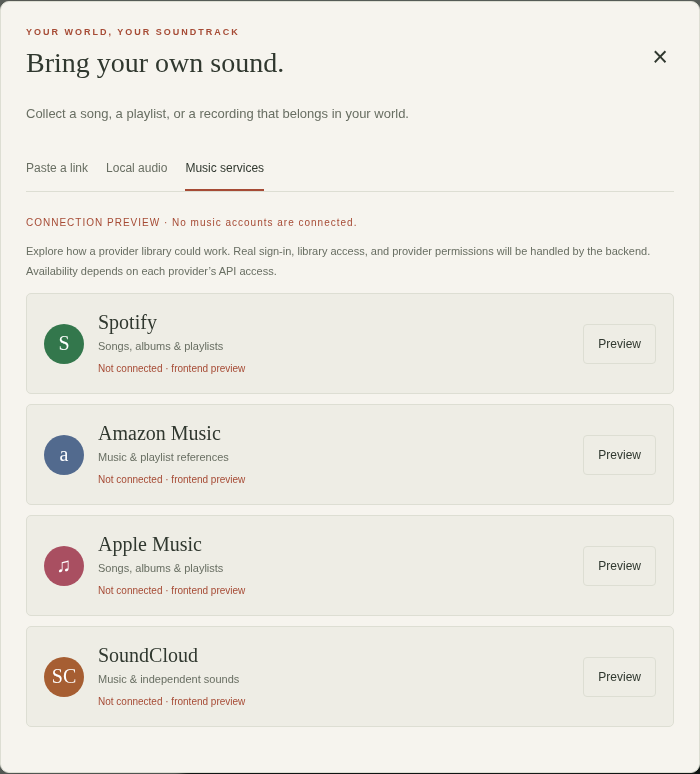 YOUR WORLD, YOUR SOUNDTRACK
Bring your own sound.
×
Collect a song, a playlist, or a recording that belongs in your world.
Paste a link Local audio Music services
CONNECTION PREVIEW · No music accounts are connected.
Explore how a provider library could work. Real sign-in, library access, and provider permissions will be handled by the backend.
Availability depends on each provider’s API access.
S
Spotify
Songs, albums & playlists
Not connected · frontend preview
Preview
a
Amazon Music
Music & playlist references
Not connected · frontend preview
Preview
♫
Apple Music
Songs, albums & playlists
Not connected · frontend preview
Preview
SC
SoundCloud
Music & independent sounds
Not connected · frontend preview
Preview